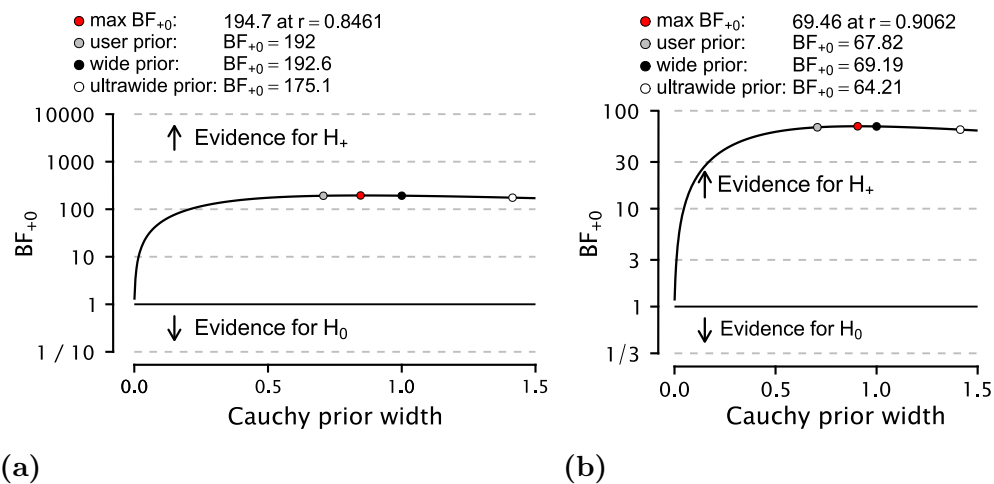 max BF+0: 194.7 at r = 0.8461
user prior: BF+0 = 192
wide prior: BF+0 = 192.6
ultrawide prior: BF+0 = 175.1
10000
1000
100
10
1
1 / 10
BF+0
Evidence for H+
Evidence for H0
0.0 0.5 1.0 1.5
Cauchy prior width
(a)
max BF+0: 69.46 at r = 0.9062
user prior: BF+0 = 67.82
wide prior: BF+0 = 69.19
ultrawide prior: BF+0 = 64.21
100
30
10
3
1
1/3
BF+0
Evidence for H+
Evidence for H0
0.0 0.5 1.0 1.5
Cauchy prior width
(b)